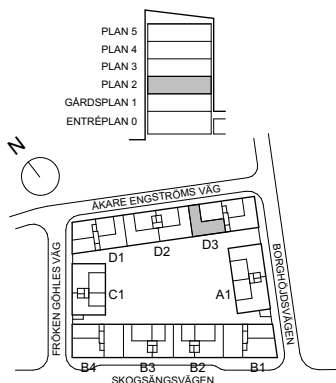 PLAN 5
PLAN 4
PLAN 3
PLAN 2
GÅRDSPLAN 1
ENTRÉPLAN 0
N
ÅKARE ENGSTRÖMS VÄG
D3
D2
D1
FRÖKEN GÖHLES VÄG
BORGHÖJDSVÄGEN
C1
A1
B4
B3
B2
B1
SKOGSÄNGSVÄGEN